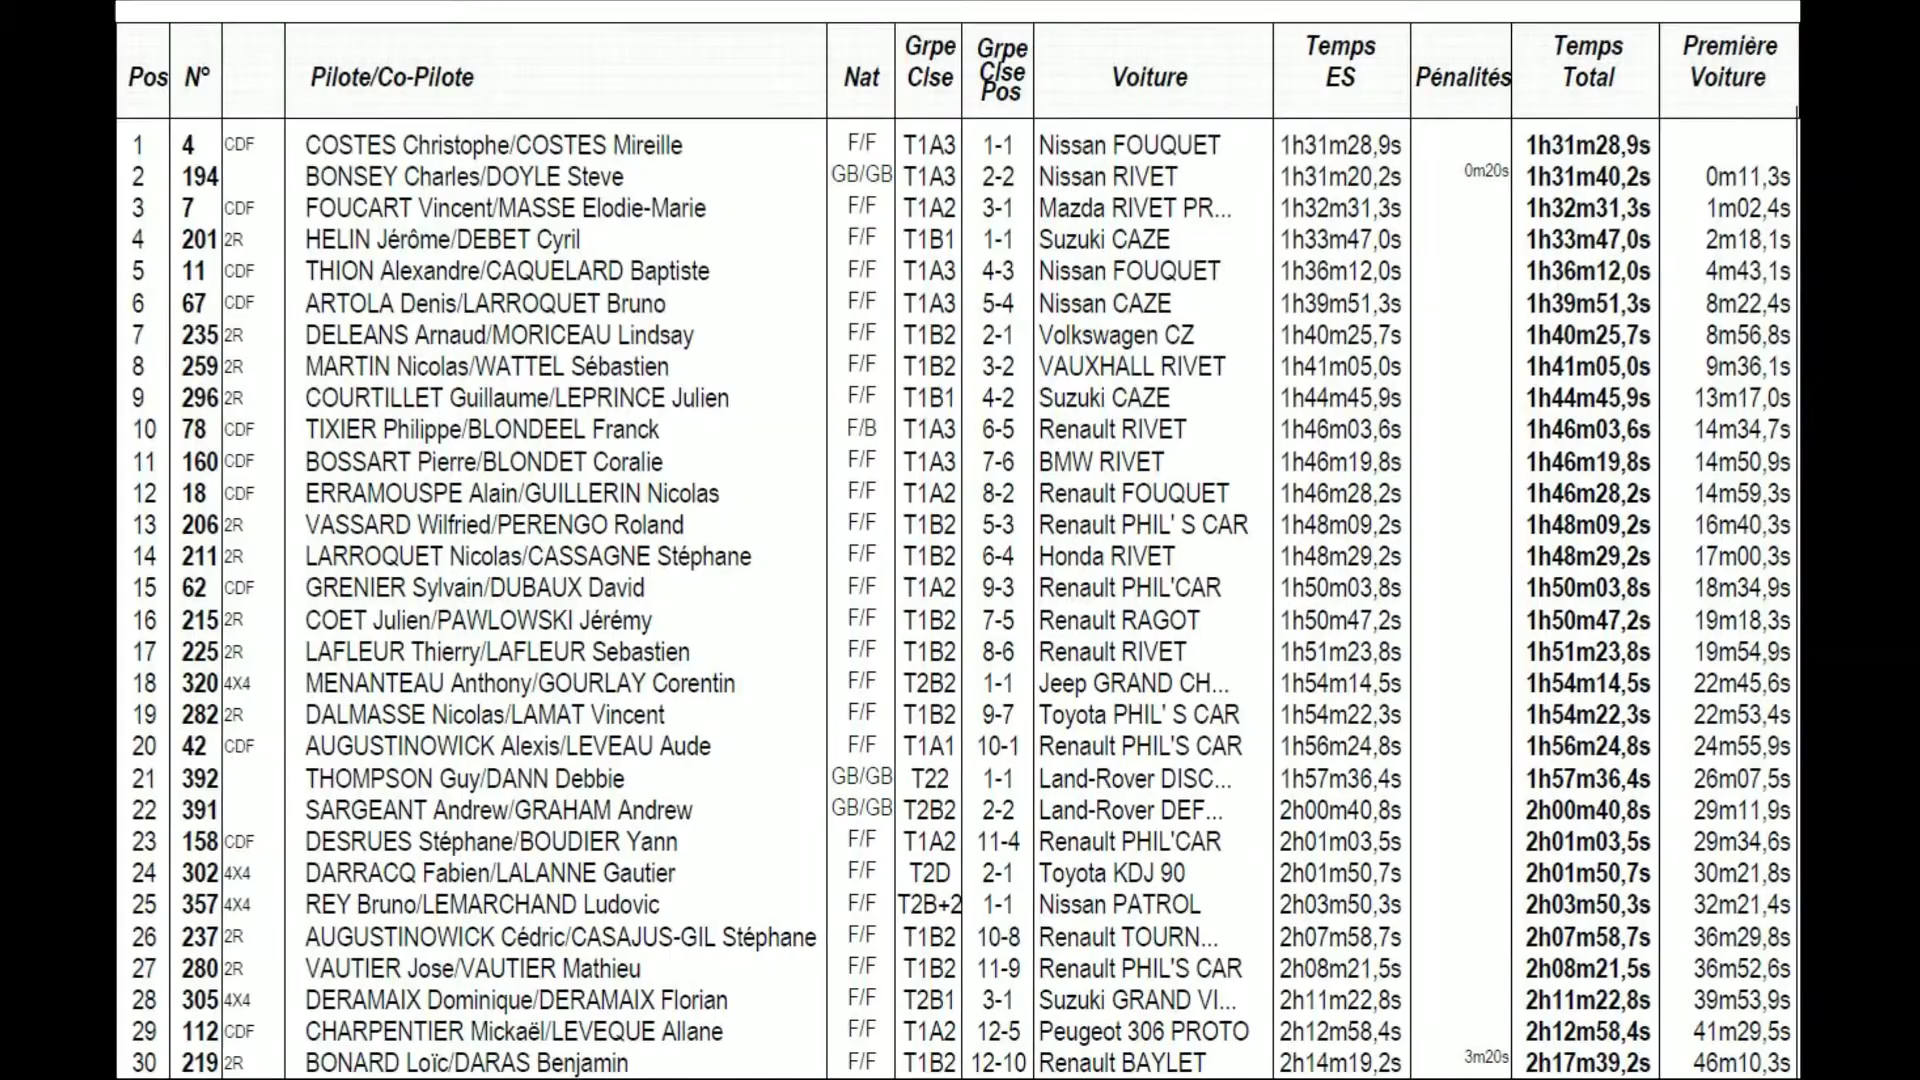 Pos N° Pilote/Co-Pilote Nat Grpe Clse Grpe Clse Pos Voiture Temps ES Pénalités Temps Total Première Voiture
1 4 CDF COSTES Christophe/COSTES Mireille F/F T1A3 1-1 Nissan FOUQUET 1h31m28,9s 1h31m28,9s
2 194 BONSEY Charles/DOYLE Steve GB/GB T1A3 2-2 Nissan RIVET 1h31m20,2s 0m20s 1h31m40,2s 0m11,3s
3 7 CDF FOUCART Vincent/MASSE Elodie-Marie F/F T1A2 3-1 Mazda RIVET PR... 1h32m31,3s 1h32m31,3s 1m02,4s
4 201 2R HELIN Jérôme/DEBET Cyril F/F T1B1 1-1 Suzuki CAZE 1h33m47,0s 1h33m47,0s 2m18,1s
5 11 CDF THION Alexandre/CAQUELARD Baptiste F/F T1A3 4-3 Nissan FOUQUET 1h36m12,0s 1h36m12,0s 4m43,1s
6 67 CDF ARTOLA Denis/LARROQUET Bruno F/F T1A3 5-4 Nissan CAZE 1h39m51,3s 1h39m51,3s 8m22,4s
7 235 2R DELEANS Arnaud/MORICEAU Lindsay F/F T1B2 2-1 Volkswagen CZ 1h40m25,7s 1h40m25,7s 8m56,8s
8 259 2R MARTIN Nicolas/WATTEL Sébastien F/F T1B2 3-2 VAUXHALL RIVET 1h41m05,0s 1h41m05,0s 9m36,1s
9 296 2R COURTILLET Guillaume/LEPRINCE Julien F/F T1B1 4-2 Suzuki CAZE 1h44m45,9s 1h44m45,9s 13m17,0s
10 78 CDF TIXIER Philippe/BLONDEEL Franck F/B T1A3 6-5 Renault RIVET 1h46m03,6s 1h46m03,6s 14m34,7s
11 160 CDF BOSSART Pierre/BLONDET Coralie F/F T1A3 7-6 BMW RIVET 1h46m19,8s 1h46m19,8s 14m50,9s
12 18 CDF ERRAMOUSPE Alain/GUILLERIN Nicolas F/F T1A2 8-2 Renault FOUQUET 1h46m28,2s 1h46m28,2s 14m59,3s
13 206 2R VASSARD Wilfried/PERENGO Roland F/F T1B2 5-3 Renault PHIL' S CAR 1h48m09,2s 1h48m09,2s 16m40,3s
14 211 2R LARROQUET Nicolas/CASSAGNE Stéphane F/F T1B2 6-4 Honda RIVET 1h48m29,2s 1h48m29,2s 17m00,3s
15 62 CDF GRENIER Sylvain/DUBAUX David F/F T1A2 9-3 Renault PHIL'CAR 1h50m03,8s 1h50m03,8s 18m34,9s
16 215 2R COET Julien/PAWLOWSKI Jérémy F/F T1B2 7-5 Renault RAGOT 1h50m47,2s 1h50m47,2s 19m18,3s
17 225 2R LAFLEUR Thierry/LAFLEUR Sebastien F/F T1B2 8-6 Renault RIVET 1h51m23,8s 1h51m23,8s 19m54,9s
18 320 4X4 MENANTEAU Anthony/GOURLAY Corentin F/F T2B2 1-1 Jeep GRAND CH... 1h54m14,5s 1h54m14,5s 22m45,6s
19 282 2R DALMASSE Nicolas/LAMAT Vincent F/F T1B2 9-7 Toyota PHIL' S CAR 1h54m22,3s 1h54m22,3s 22m53,4s
20 42 CDF AUGUSTINOWICK Alexis/LEVEAU Aude F/F T1A1 10-1 Renault PHIL'S CAR 1h56m24,8s 1h56m24,8s 24m55,9s
21 392 THOMPSON Guy/DANN Debbie GB/GB T22 1-1 Land-Rover DISC... 1h57m36,4s 1h57m36,4s 26m07,5s
22 391 SARGEANT Andrew/GRAHAM Andrew GB/GB T2B2 2-2 Land-Rover DEF... 2h00m40,8s 2h00m40,8s 29m11,9s
23 158 CDF DESRUES Stéphane/BOUDIER Yann F/F T1A2 11-4 Renault PHIL'CAR 2h01m03,5s 2h01m03,5s 29m34,6s
24 302 4X4 DARRACQ Fabien/LALANNE Gautier F/F T2D 2-1 Toyota KDJ 90 2h01m50,7s 2h01m50,7s 30m21,8s
25 357 4X4 REY Bruno/LEMARCHAND Ludovic F/F T2B+2 1-1 Nissan PATROL 2h03m50,3s 2h03m50,3s 32m21,4s
26 237 2R AUGUSTINOWICK Cédric/CASAJUS-GIL Stéphane F/F T1B2 10-8 Renault TOURN... 2h07m58,7s 2h07m58,7s 36m29,8s
27 280 2R VAUTIER Jose/VAUTIER Mathieu F/F T1B2 11-9 Renault PHIL'S CAR 2h08m21,5s 2h08m21,5s 36m52,6s
28 305 4X4 DERAMAIX Dominique/DERAMAIX Florian F/F T2B1 3-1 Suzuki GRAND VI... 2h11m22,8s 2h11m22,8s 39m53,9s
29 112 CDF CHARPENTIER Mickaël/LEVEQUE Allane F/F T1A2 12-5 Peugeot 306 PROTO 2h12m58,4s 2h12m58,4s 41m29,5s
30 219 2R BONARD Loïc/DARAS Benjamin F/F T1B2 12-10 Renault BAYLET 2h14m19,2s 3m20s 2h17m39,2s 46m10,3s